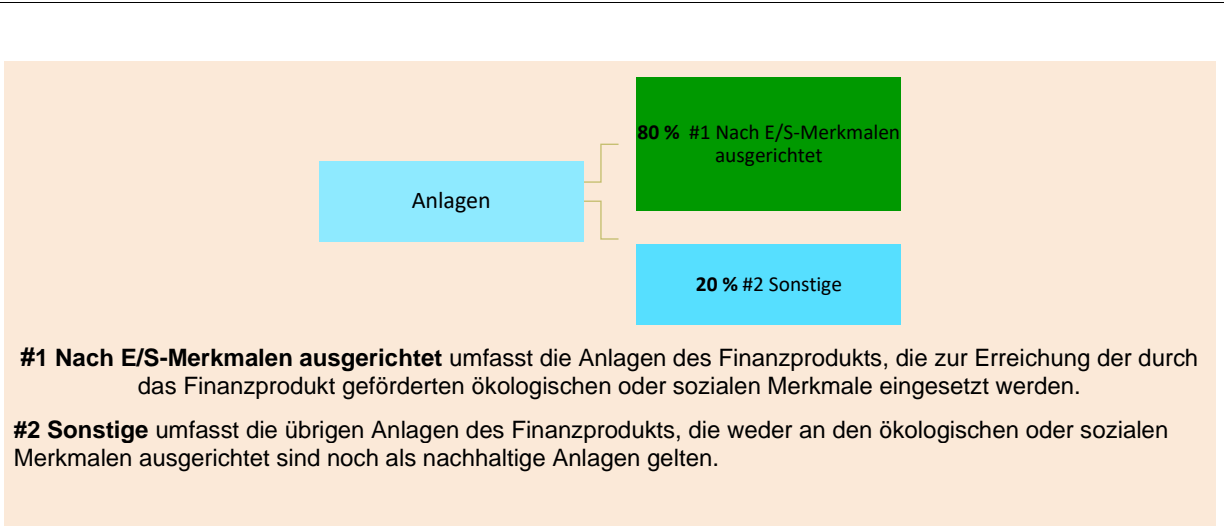 80 % #1 Nach E/S-Merkmalen
ausgerichtet
Anlagen
20 % #2 Sonstige
#1 Nach E/S-Merkmalen ausgerichtet umfasst die Anlagen des Finanzprodukts, die zur Erreichung der durch
das Finanzprodukt geförderten ökologischen oder sozialen Merkmale eingesetzt werden.
#2 Sonstige umfasst die übrigen Anlagen des Finanzprodukts, die weder an den ökologischen oder sozialen
Merkmalen ausgerichtet sind noch als nachhaltige Anlagen gelten.